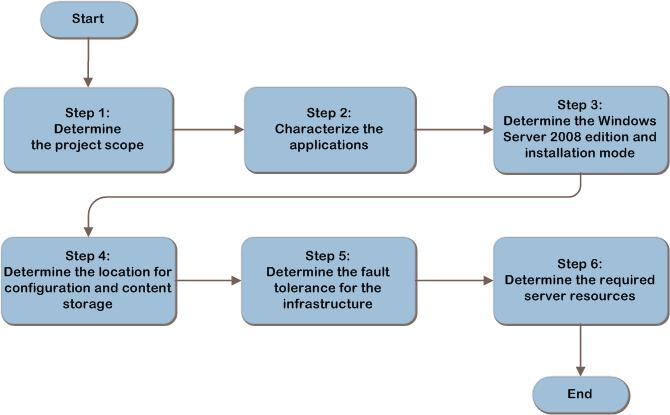 Start
Step 1:
Determine
the project scope
Step 2:
Characterize the
applications
Step 3:
Determine the Windows
Server 2008 edition and
installation mode
Step 4:
Determine the location for
configuration and content
storage
Step 5:
Determine the fault
tolerance for the
infrastructure
Step 6:
Determine the required
server resources
End